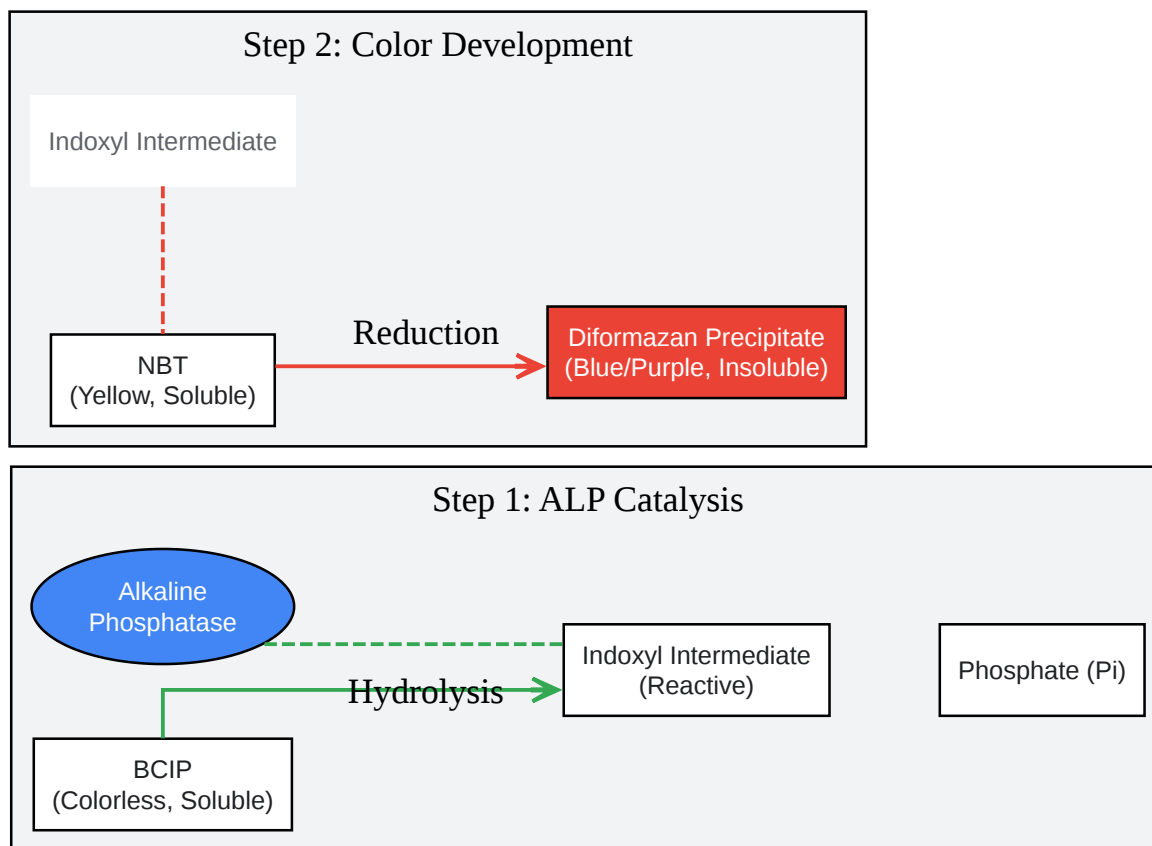 Step 2: Color Development
Indoxyl Intermediate
Reduction
NBT
(Yellow, Soluble)
Diformazan Precipitate
(Blue/Purple, Insoluble)
Step 1: ALP Catalysis
Alkaline
Phosphatase
Indoxyl Intermediate
(Reactive)
Phosphate (Pi)
Hydrolysis
BCIP
(Colorless, Soluble)